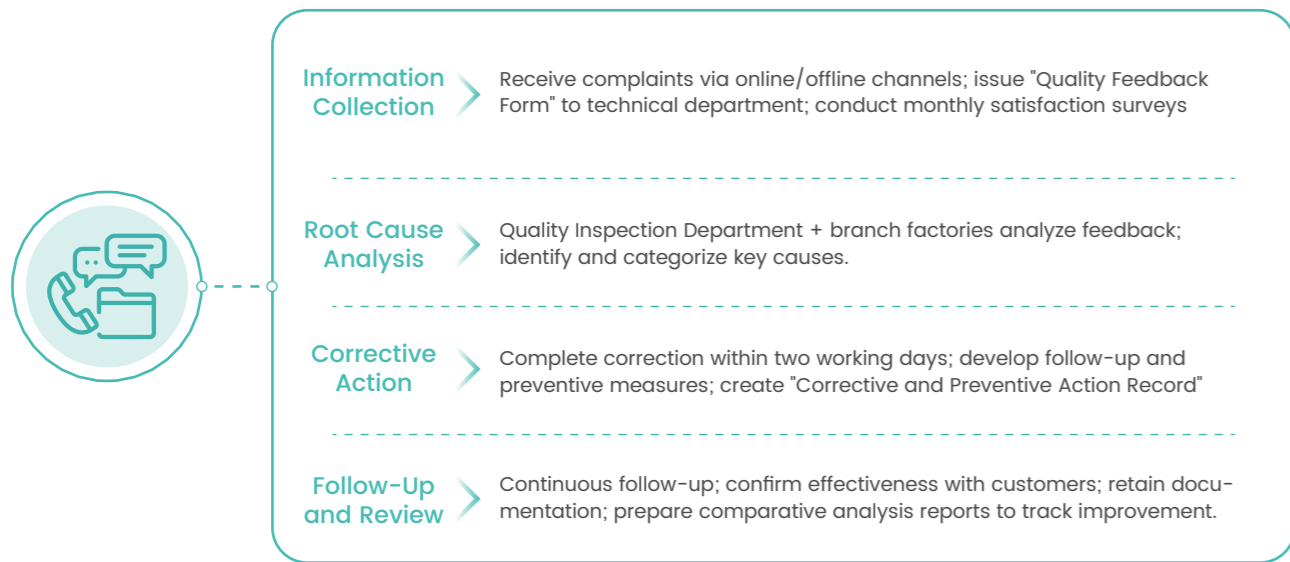 Information
Collection
Receive complaints via online/offline channels; issue "Quality Feedback
Form" to technical department; conduct monthly satisfaction surveys
Root Cause
Analysis
Quality Inspection Department + branch factories analyze feedback;
identify and categorize key causes.
Corrective
Action
Complete correction within two working days; develop follow-up and
preventive measures; create "Corrective and Preventive Action Record"
Follow-Up
and Review
Continuous follow-up; confirm effectiveness with customers; retain docu-
mentation; prepare comparative analysis reports to track improvement.